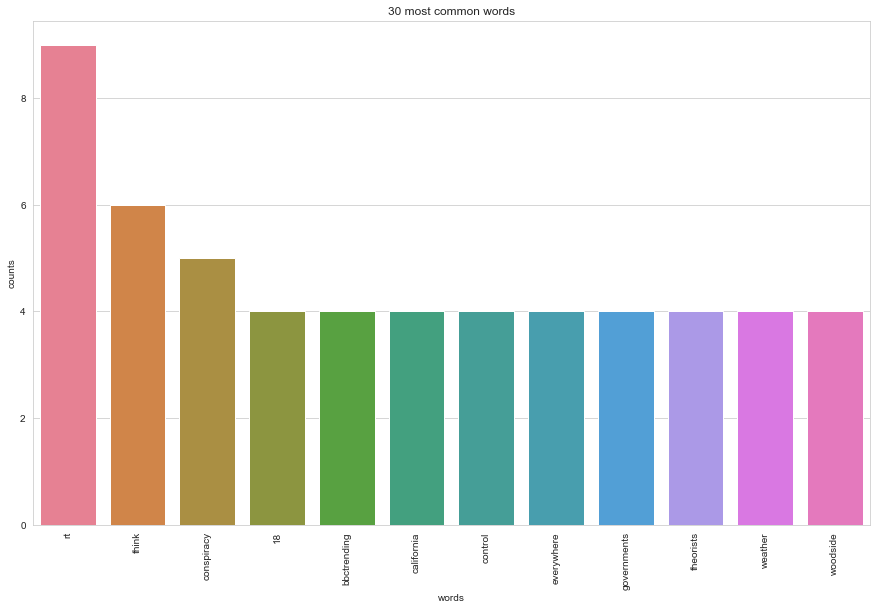 30 most common words
counts
8
6
4
2
0
rt
think
conspiracy
18
bbctrending
california
control
everywhere
governments
theorists
weather
woodside
words